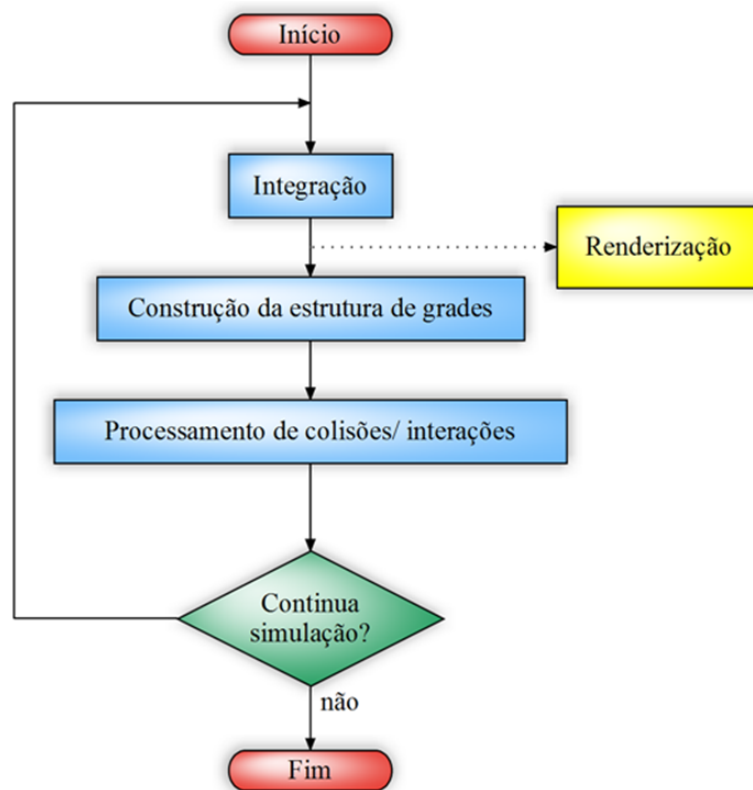 Início
Integração
Renderização
Construção da estrutura de grades
Processamento de colisões/ interações
Continua
simulação?
não
Fim